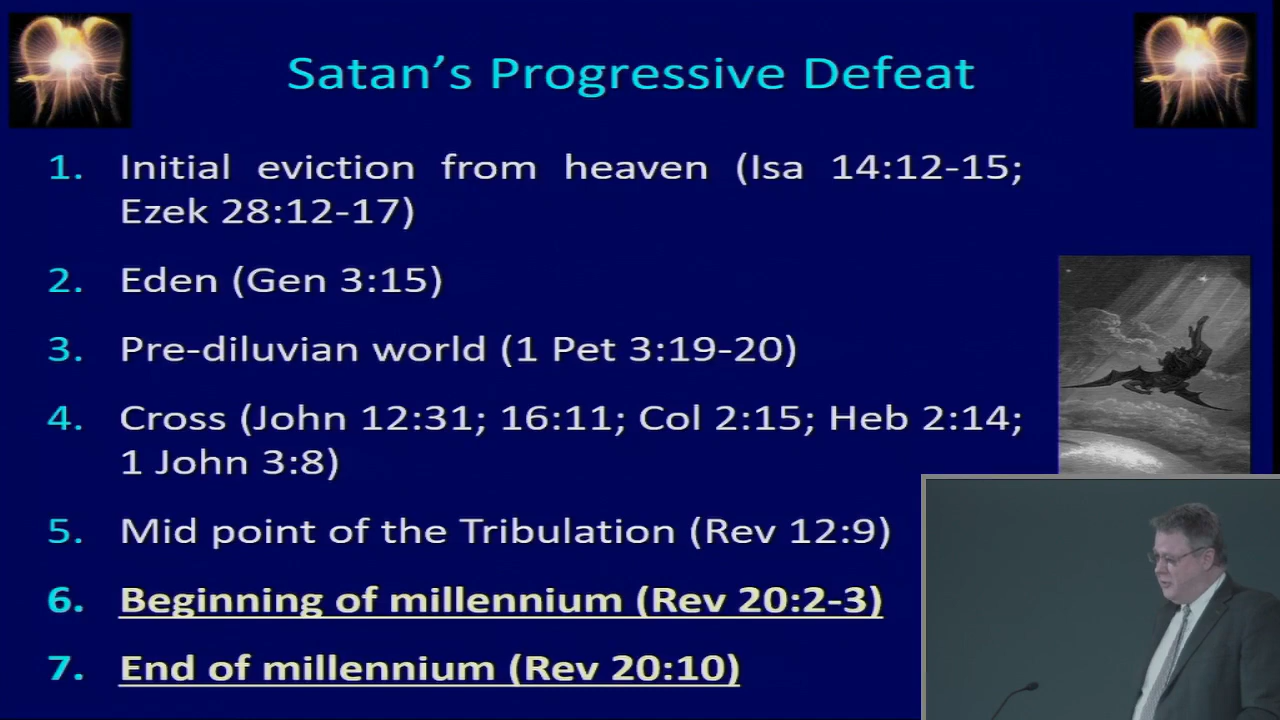 Satan's Progressive Defeat
1. Initial eviction from heaven (Isa 14:12-15;
Ezek 28:12-17)
2. Eden (Gen 3:15)
3. Pre-diluvian world (1 Pet 3:19-20)
4. Cross (John 12:31; 16:11; Col 2:15; Heb 2:14;
1 John 3:8)
5. Mid point of the Tribulation (Rev 12:9)
6. Beginning of millennium (Rev 20:2-3)
7. End of millennium (Rev 20:10)